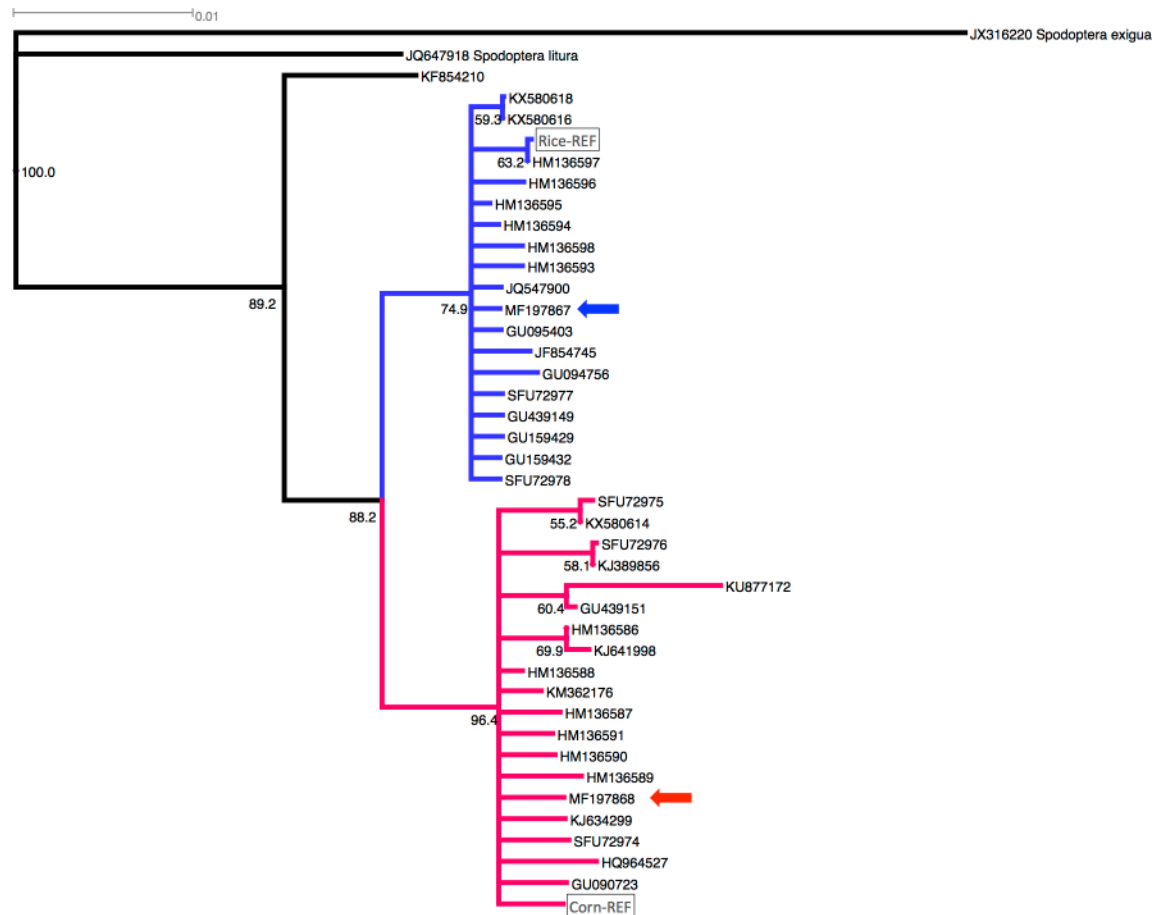 0.01
JX316220 Spodoptera exigua
JQ647918 Spodoptera litura
KF854210
KX580618
59.3 KX580616
Rice-REF
63.2 HM136597
100.0
HM136596
HM136595
HM136594
HM136598
HM136593
JQ547900
89.2
74.9 MF197867
GU095403
JF854745
GU094756
SFU72977
GU439149
GU159429
GU159432
SFU72978
SFU72975
88.2
55.2 KX580614
SFU72976
58.1 KJ389856
KU877172
60.4 GU439151
HM136586
69.9 KJ641998
HM136588
KM362176
HM136587
96.4
HM136591
HM136590
HM136589
MF197868
KJ634299
SFU72974
HQ964527
GU090723
Corn-REF